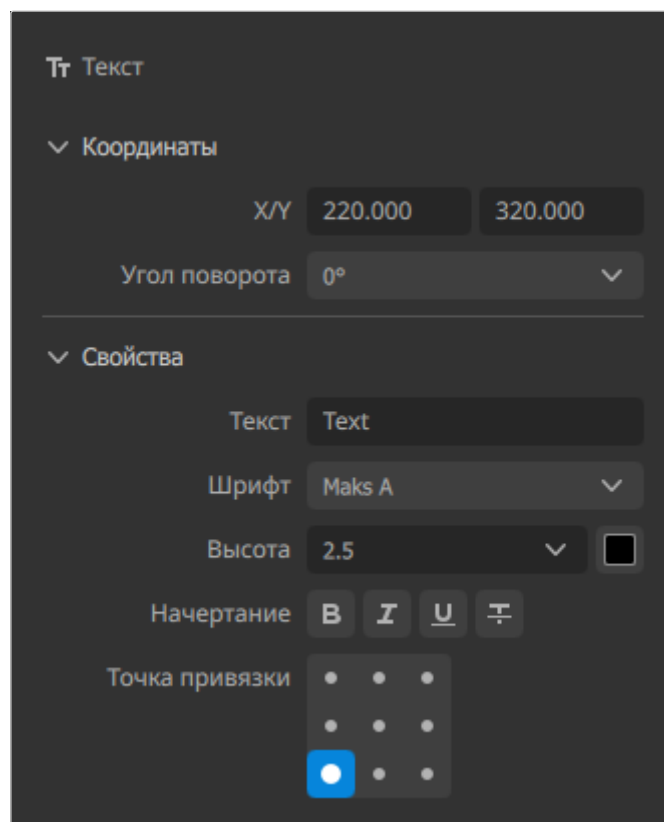 Тт Текст
Координаты
X/Y 220.000 320.000
Угол поворота 0°
Свойства
Текст Text
Шрифт Maks A
Высота 2.5
Начертание B I U T
Точка привязки